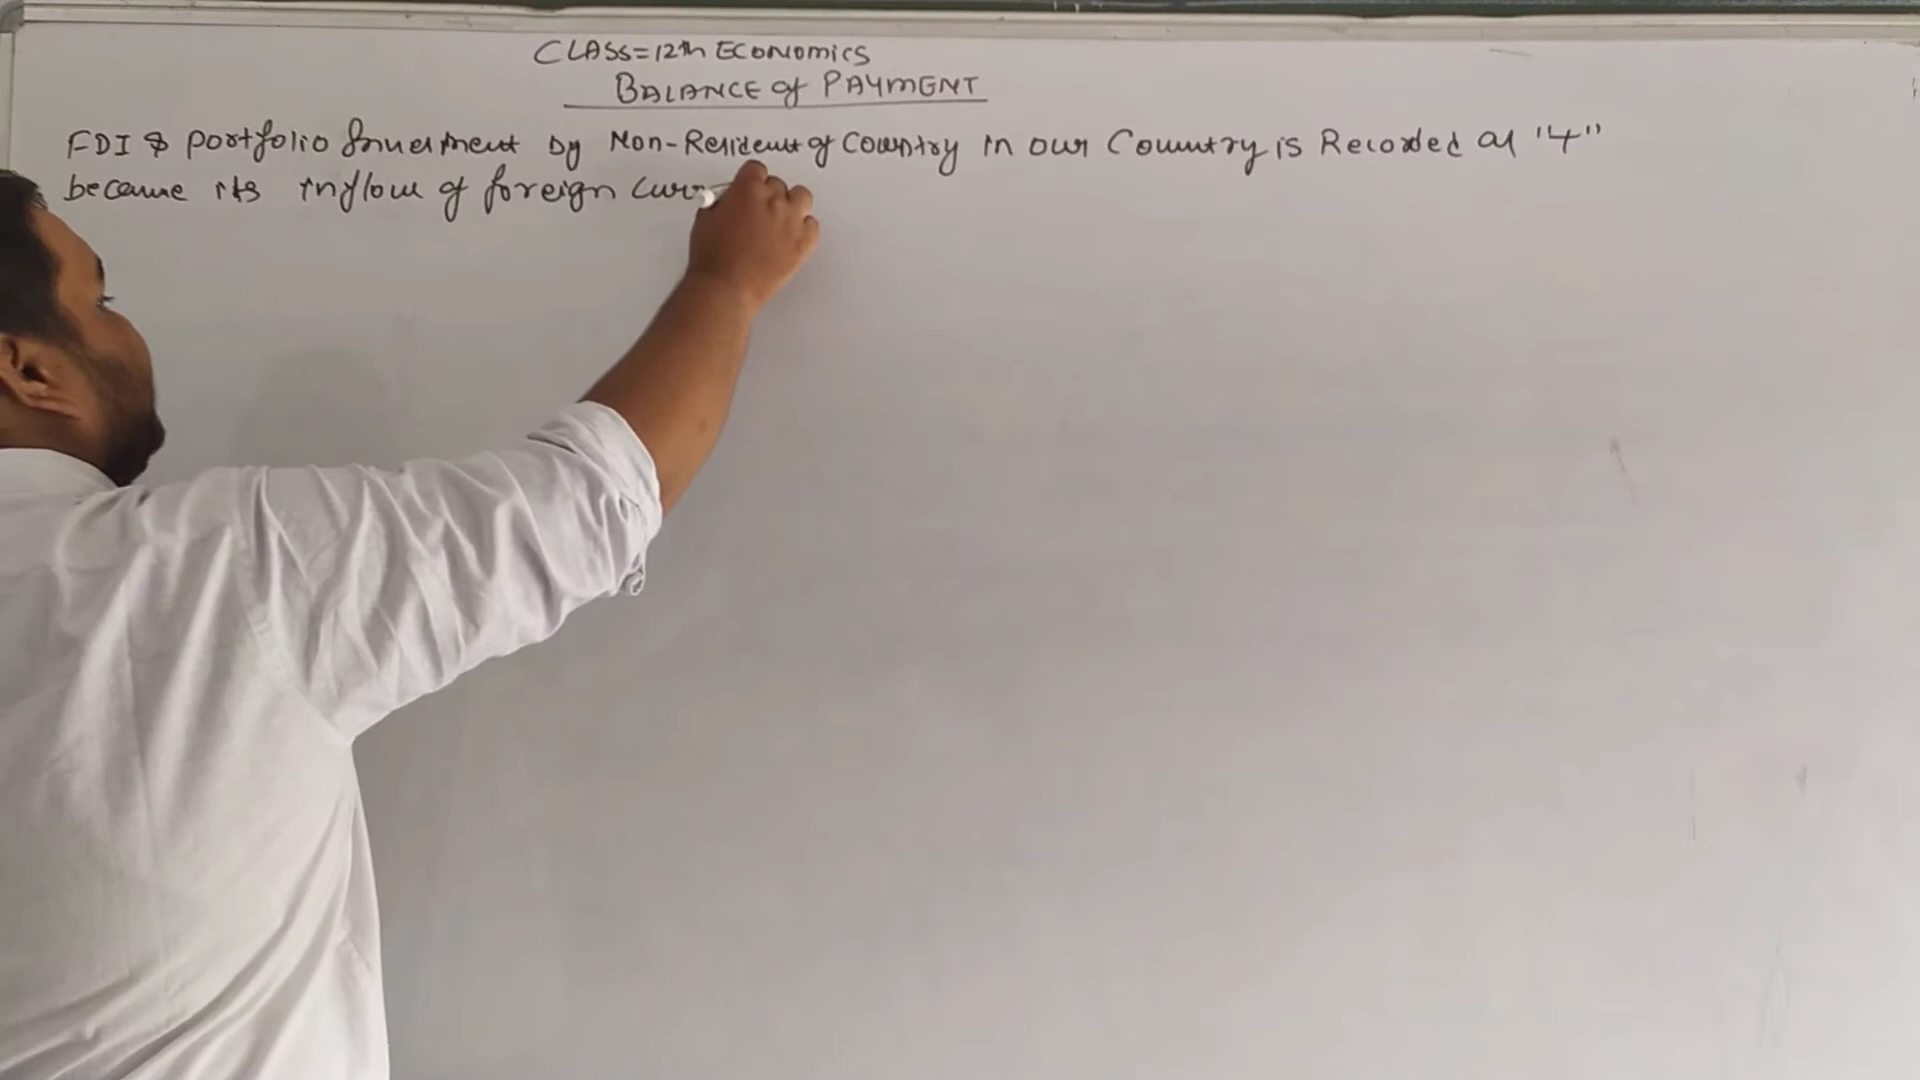 CLASS=12th ECONOMICS
BALANCE of PAYMENT
FDI & portfolio Investment by Non-Resident of Country in our Country is Recorded as "+"
because its inflow of foreign curr